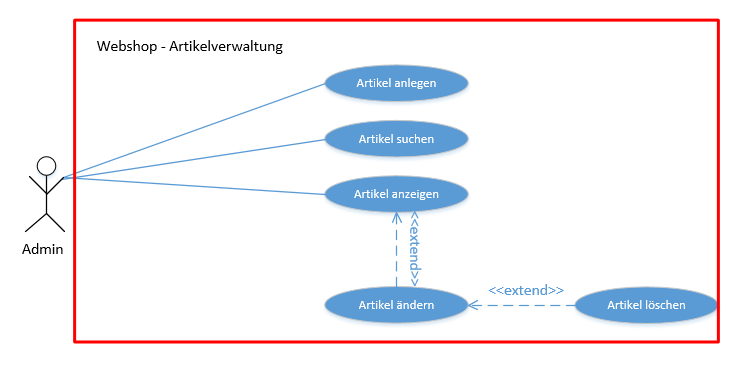 Webshop - Artikelverwaltung
Artikel anlegen
Artikel suchen
Artikel anzeigen
Admin
<<extend>>
<<extend>>
Artikel ändern
Artikel löschen